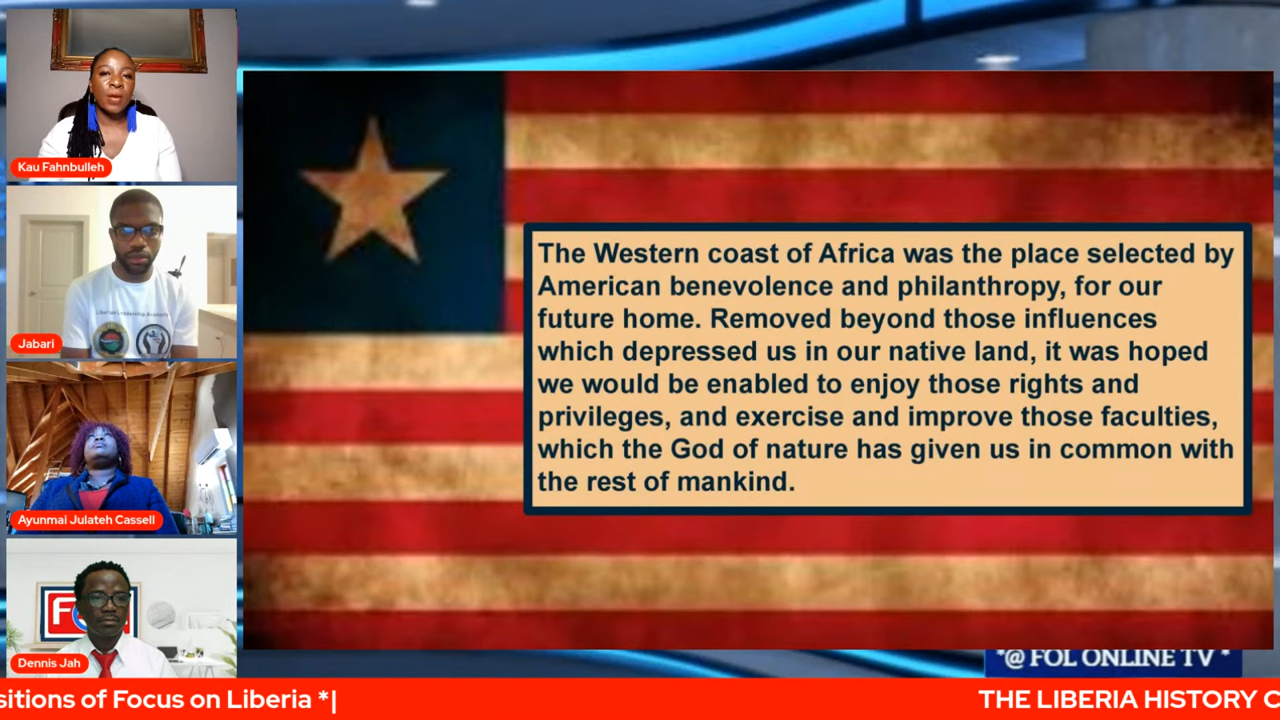 Kau Fahnbulleh
Jabari
Ayunmai Julateh Cassell
Dennis Jah
The Western coast of Africa was the place selected by
American benevolence and philanthropy, for our
future home. Removed beyond those influences
which depressed us in our native land, it was hoped
we would be enabled to enjoy those rights and
privileges, and exercise and improve those faculties,
which the God of nature has given us in common with
the rest of mankind.
*@ FOL ONLINE TV *
sitions of Focus on Liberia *|
THE LIBERIA HISTORY C